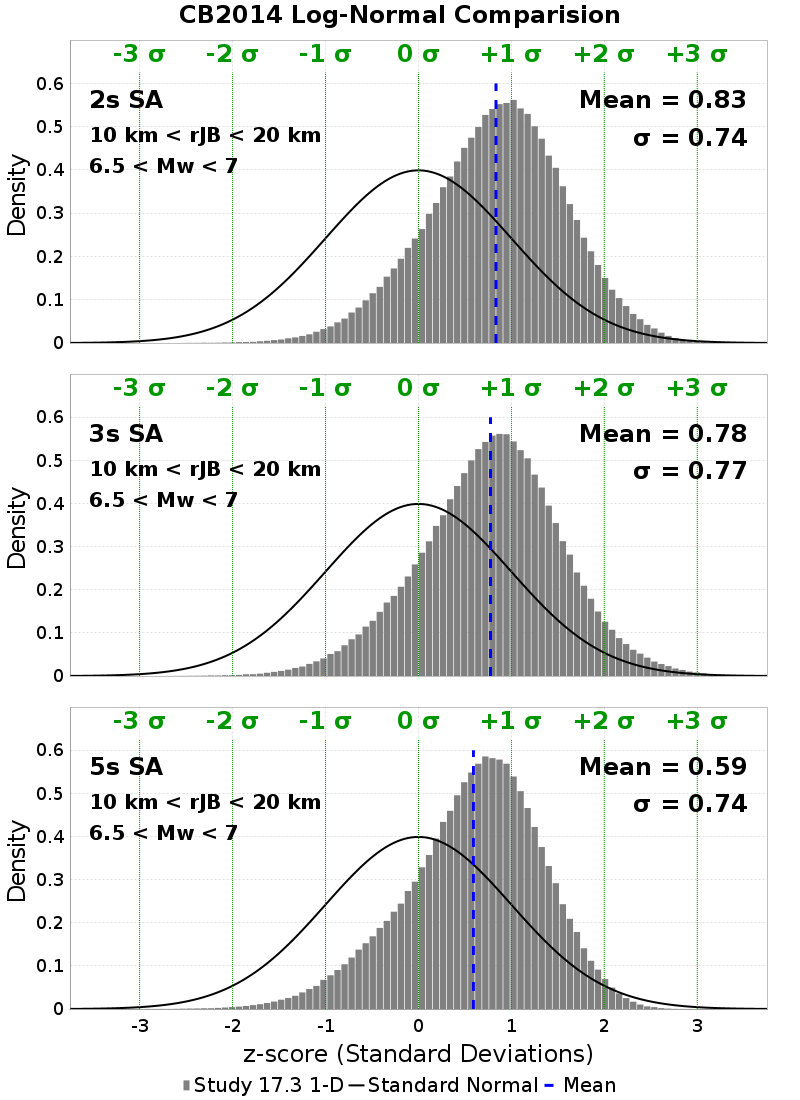 CB2014 Log-Normal Comparision
-3 σ -2 σ -1 σ 0 σ +1 σ +2 σ +3 σ
2s SA
10 km < rJB < 20 km
6.5 < Mw < 7
Mean = 0.83
σ = 0.74
Density
0.6
0.5
0.4
0.3
0.2
0.1
0
-3 σ -2 σ -1 σ 0 σ +1 σ +2 σ +3 σ
3s SA
10 km < rJB < 20 km
6.5 < Mw < 7
Mean = 0.78
σ = 0.77
Density
0.6
0.5
0.4
0.3
0.2
0.1
0
-3 σ -2 σ -1 σ 0 σ +1 σ +2 σ +3 σ
5s SA
10 km < rJB < 20 km
6.5 < Mw < 7
Mean = 0.59
σ = 0.74
Density
0.6
0.5
0.4
0.3
0.2
0.1
0
-3 -2 -1 0 1 2 3
z-score (Standard Deviations)
Study 17.3 1-D Standard Normal Mean